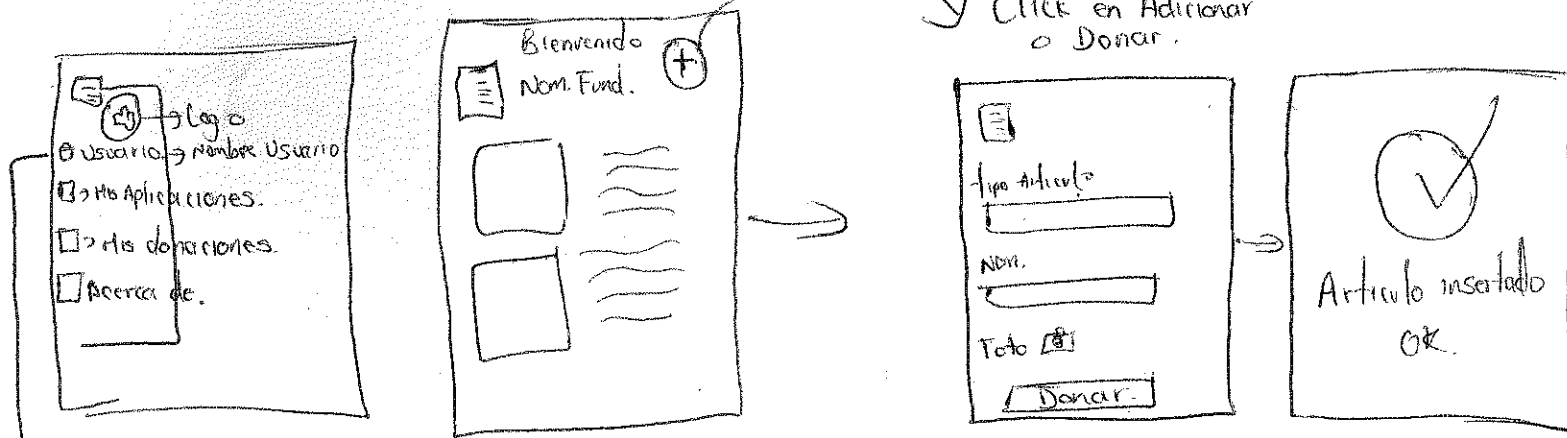 Logo
Usuario → Nombre Usuario
Mis Aplicaciones.
Mis donaciones.
Acerca de.
Bienvenido
Nom. Fund.
+
Click en Adicionar
o Donar.
Tipo Articulo
Nom.
Foto
Donar.
Articulo insertado
OK.